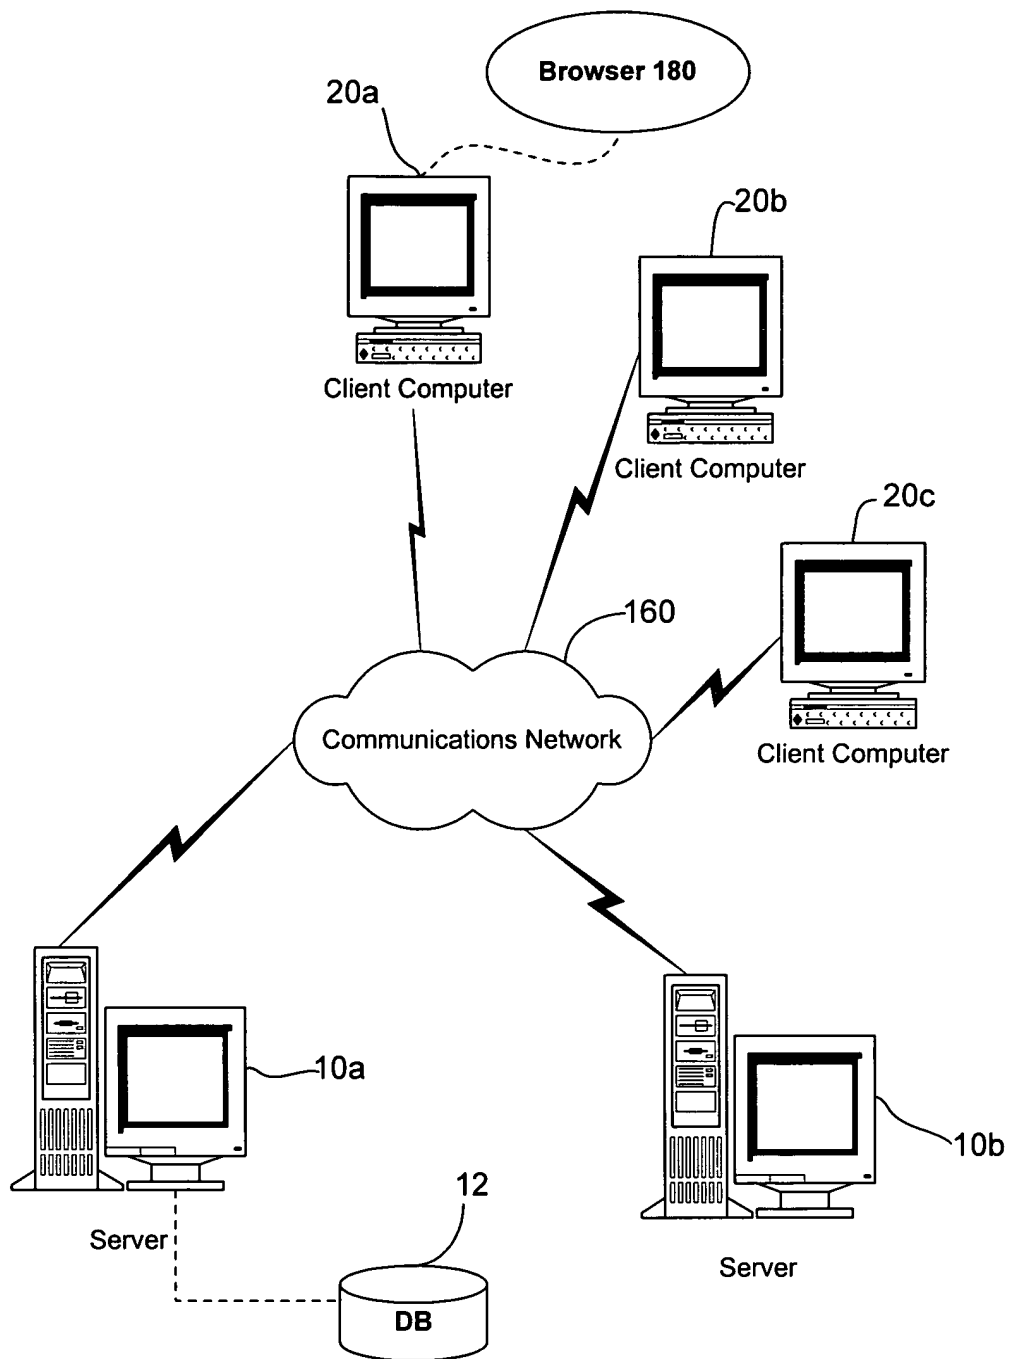 Browser 180
20a
20b
Client Computer
Client Computer
20c
160
Communications Network
Client Computer
10a
10b
12
Server
Server
DB